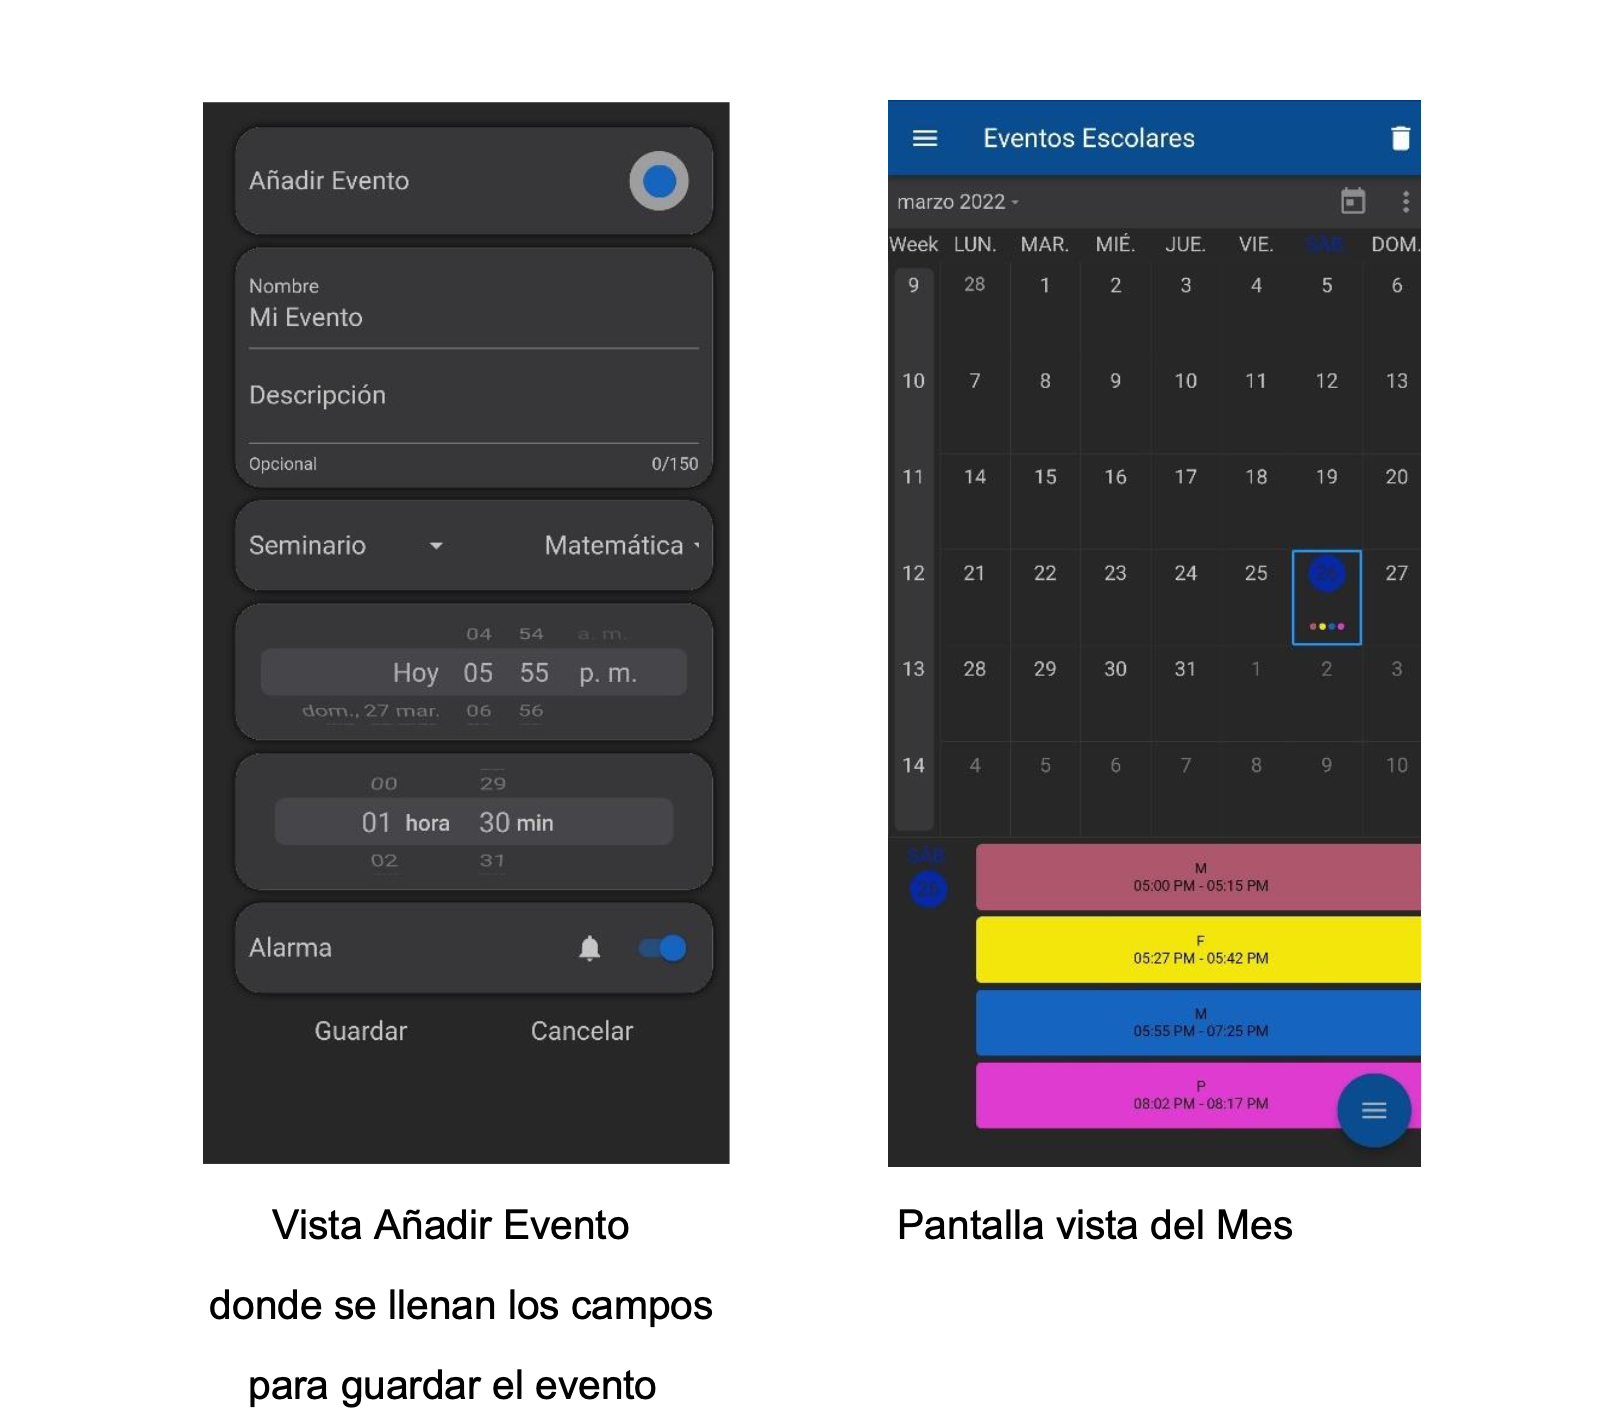 Añadir Evento
Nombre
Mi Evento
Descripción
Opcional 0/150
Seminario Matemática
04 54 a. m.
Hoy 05 55 p. m.
dom., 27 mar. 06 56
00 29
01 hora 30 min
02 31
Alarma
Guardar Cancelar
Vista Añadir Evento
donde se llenan los campos
para guardar el evento
Eventos Escolares
marzo 2022
Week LUN. MAR. MIÉ. JUE. VIE. SÁB. DOM.
9 28 1 2 3 4 5 6
10 7 8 9 10 11 12 13
11 14 15 16 17 18 19 20
12 21 22 23 24 25 26 27
13 28 29 30 31 1 2 3
14 4 5 6 7 8 9 10
SÁB.
26
M
05:00 PM - 05:15 PM
F
05:27 PM - 05:42 PM
M
05:55 PM - 07:25 PM
P
08:02 PM - 08:17 PM
Pantalla vista del Mes